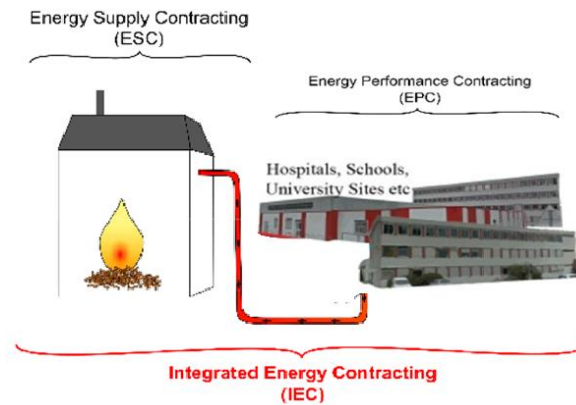 Energy Supply Contracting
(ESC)
Energy Performance Contracting
(EPC)
Hospitals, Schools,
University Sites etc
Integrated Energy Contracting
(IEC)